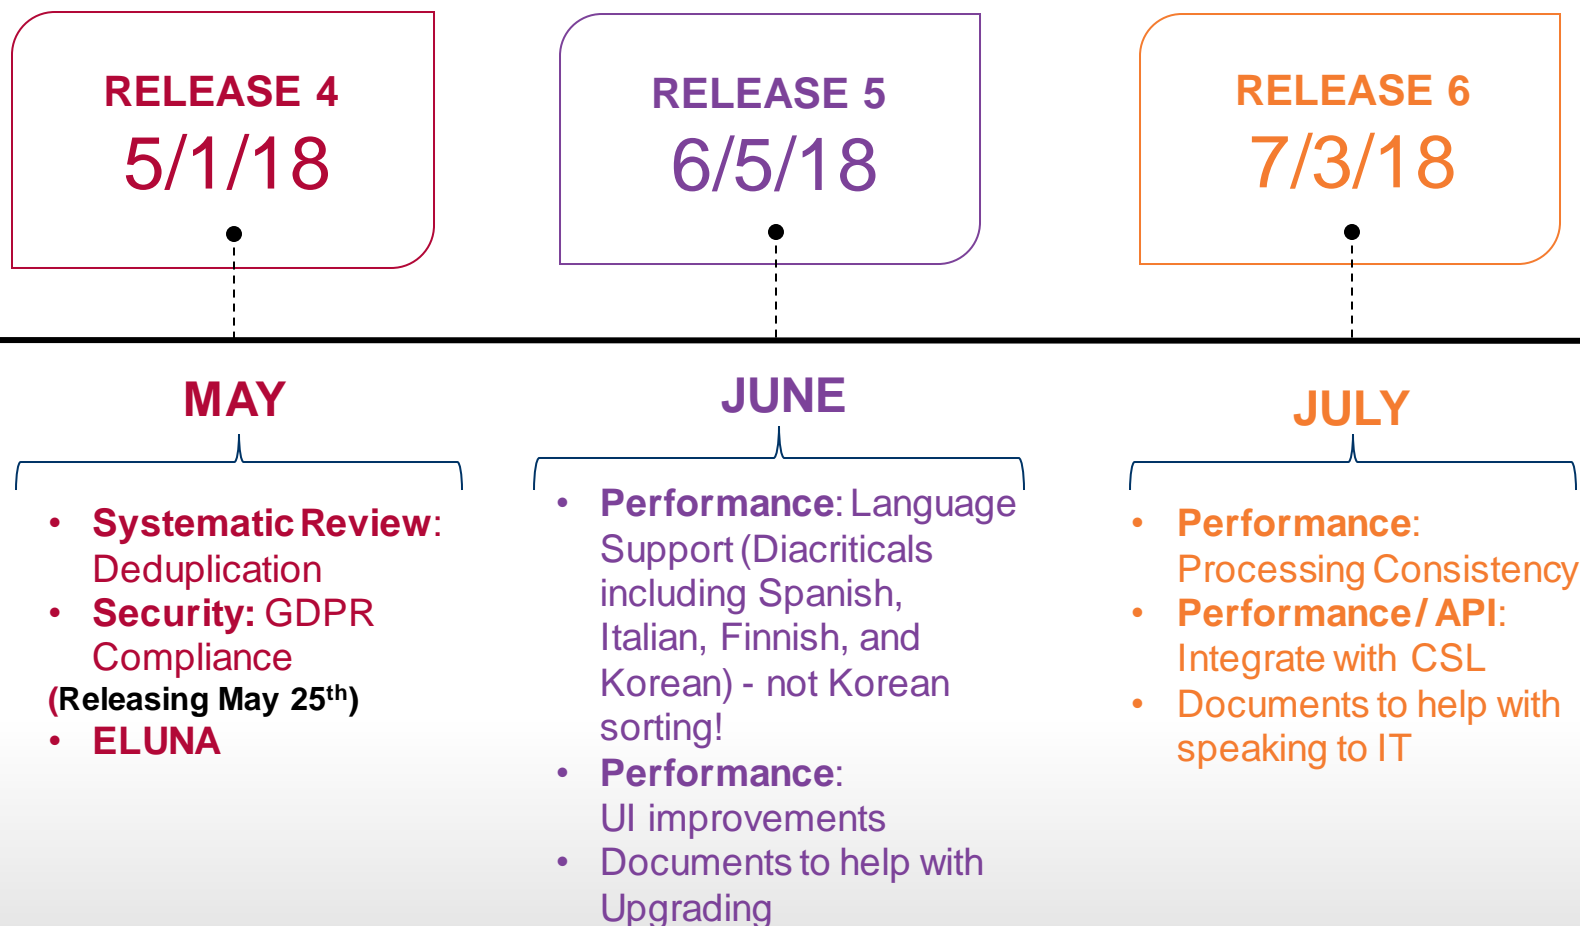 RELEASE 4
5/1/18
RELEASE 5
6/5/18
RELEASE 6
7/3/18
MAY
• Systematic Review:
Deduplication
• Security: GDPR
Compliance
(Releasing May 25th)
• ELUNA
JUNE
• Performance: Language
Support (Diacriticals
including Spanish,
Italian, Finnish, and
Korean) - not Korean
sorting!
• Performance:
UI improvements
• Documents to help with
Upgrading
JULY
• Performance:
Processing Consistency
• Performance / API:
Integrate with CSL
• Documents to help with
speaking to IT